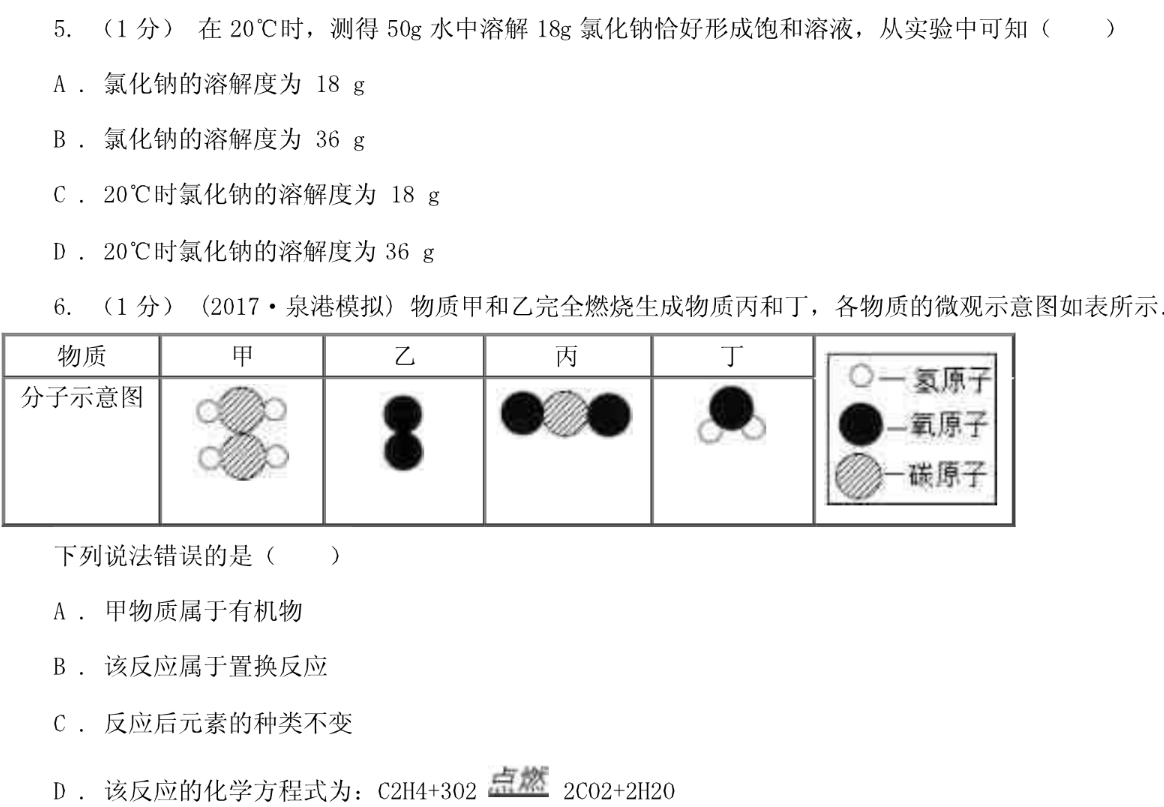 5. （1 分） 在 20℃时，测得 50g 水中溶解 18g 氯化钠恰好形成饱和溶液，从实验中可知（　　）
A . 氯化钠的溶解度为 18 g
B . 氯化钠的溶解度为 36 g
C . 20℃时氯化钠的溶解度为 18 g
D . 20℃时氯化钠的溶解度为 36 g
6. （1 分） (2017·泉港模拟) 物质甲和乙完全燃烧生成物质丙和丁，各物质的微观示意图如表所示.
物质 甲 乙 丙 丁
分子示意图
—氢原子
—氧原子
—碳原子
下列说法错误的是（　　）
A . 甲物质属于有机物
B . 该反应属于置换反应
C . 反应后元素的种类不变
D . 该反应的化学方程式为：C2H4+3O2 点燃 2CO2+2H2O